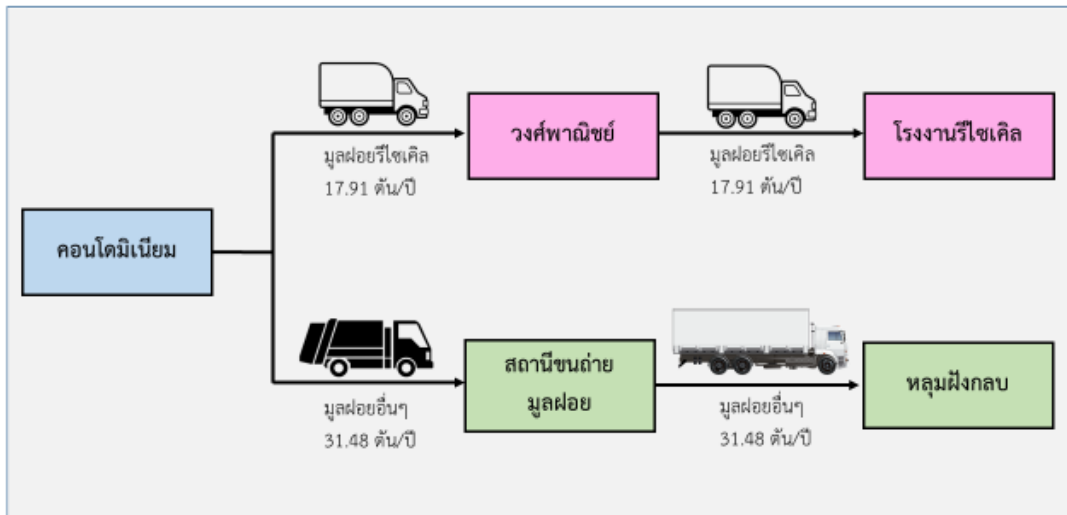 วงศ์พาณิชย์
โรงงานรีไซเคิล
มูลฝอยรีไซเคิล
17.91 ตัน/ปี
มูลฝอยรีไซเคิล
17.91 ตัน/ปี
คอนโดมิเนียม
สถานีขนถ่าย
มูลฝอย
หลุมฝังกลบ
มูลฝอยอื่นๆ
31.48 ตัน/ปี
มูลฝอยอื่นๆ
31.48 ตัน/ปี